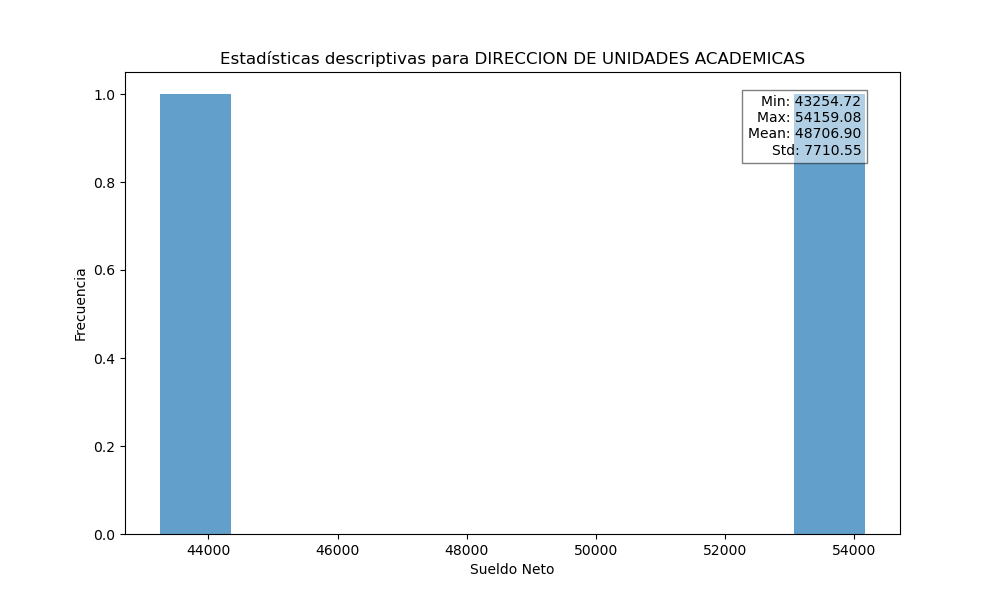 Estadísticas descriptivas para DIRECCION DE UNIDADES ACADEMICAS
Min: 43254.72
Max: 54159.08
Mean: 48706.90
Std: 7710.55
1.0
0.8
0.6
0.4
0.2
0.0
Frecuencia
44000 46000 48000 50000 52000 54000
Sueldo Neto